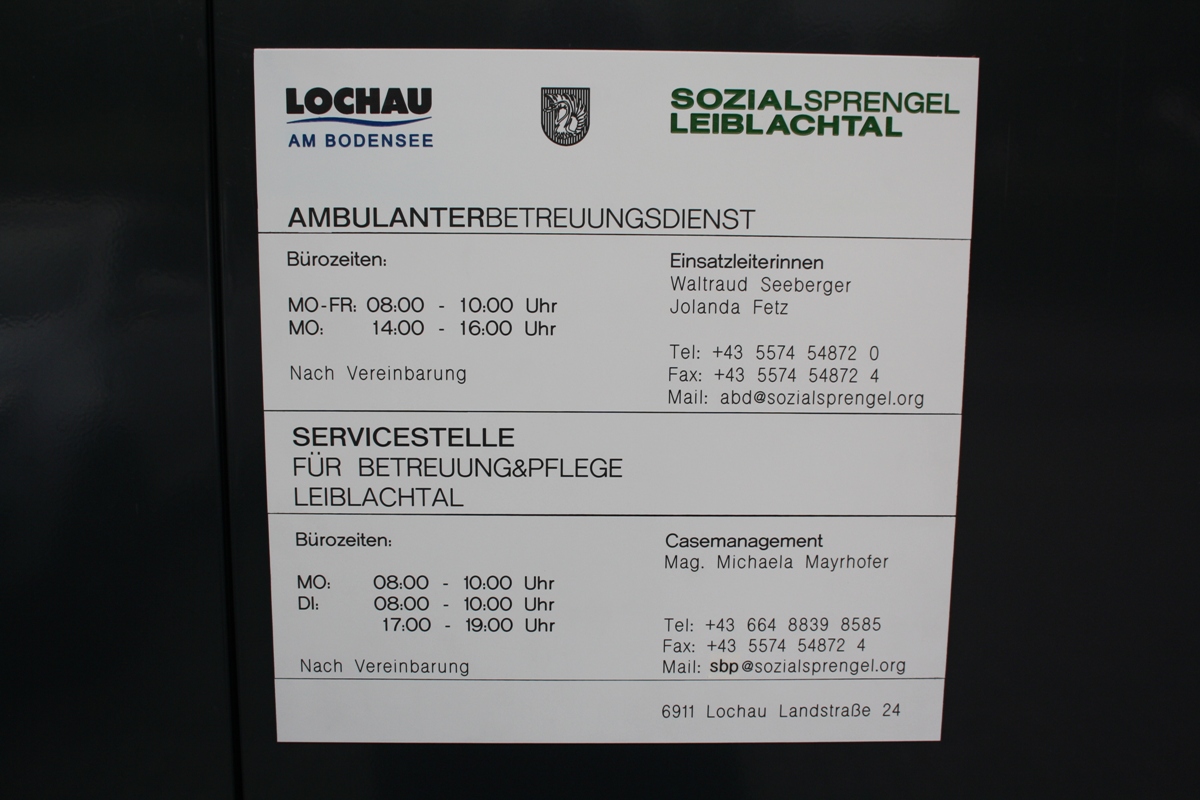 LOCHAU
AM BODENSEE
SOZIALSPRENGEL
LEIBLACHTAL
AMBULANTERBETREUUNGSDIENST
Bürozeiten:
MO-FR: 08:00 - 10:00 Uhr
MO: 14:00 - 16:00 Uhr
Nach Vereinbarung
Einsatzleiterinnen
Waltraud Seeberger
Jolanda Fetz
Tel: +43 5574 54872 0
Fax: +43 5574 54872 4
Mail: abd@sozialsprengel.org
SERVICESTELLE
FÜR BETREUUNG&PFLEGE
LEIBLACHTAL
Bürozeiten:
MO: 08:00 - 10:00 Uhr
DI: 08:00 - 10:00 Uhr
17:00 - 19:00 Uhr
Nach Vereinbarung
Casemanagement
Mag. Michaela Mayrhofer
Tel: +43 664 8839 8585
Fax: +43 5574 54872 4
Mail: sbp@sozialsprengel.org
6911 Lochau Landstraße 24